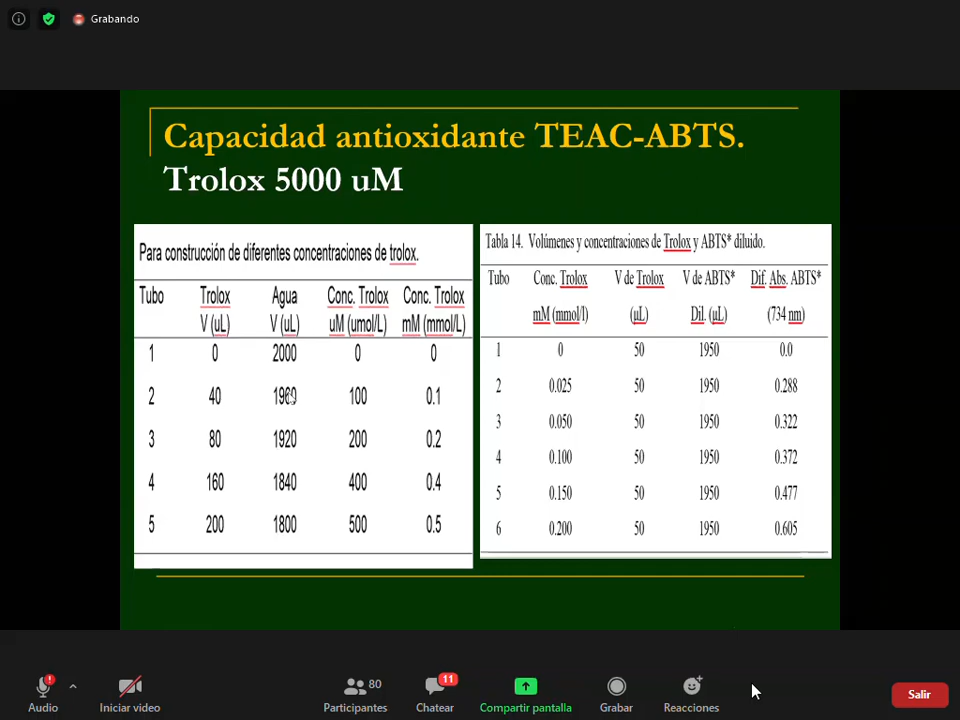 Grabando
Capacidad antioxidante TEAC-ABTS.
Trolox 5000 uM
Para construcción de diferentes concentraciones de trolox.
Tubo Trolox Agua Conc. Trolox Conc. Trolox
V (uL) V (uL) uM (umol/L) mM (mmol/L)
1 0 2000 0 0
2 40 1960 100 0.1
3 80 1920 200 0.2
4 160 1840 400 0.4
5 200 1800 500 0.5
Tabla 14. Volúmenes y concentraciones de Trolox y ABTS* diluido.
Tubo Conc. Trolox V de Trolox V de ABTS* Dif. Abs. ABTS*
mM (mmol/l) (µL) Dil. (µL) (734 nm)
1 0 50 1950 0.0
2 0.025 50 1950 0.288
3 0.050 50 1950 0.322
4 0.100 50 1950 0.372
5 0.150 50 1950 0.477
6 0.200 50 1950 0.605
80 11
Audio Iniciar video Participantes Chatear Compartir pantalla Grabar Reacciones Salir